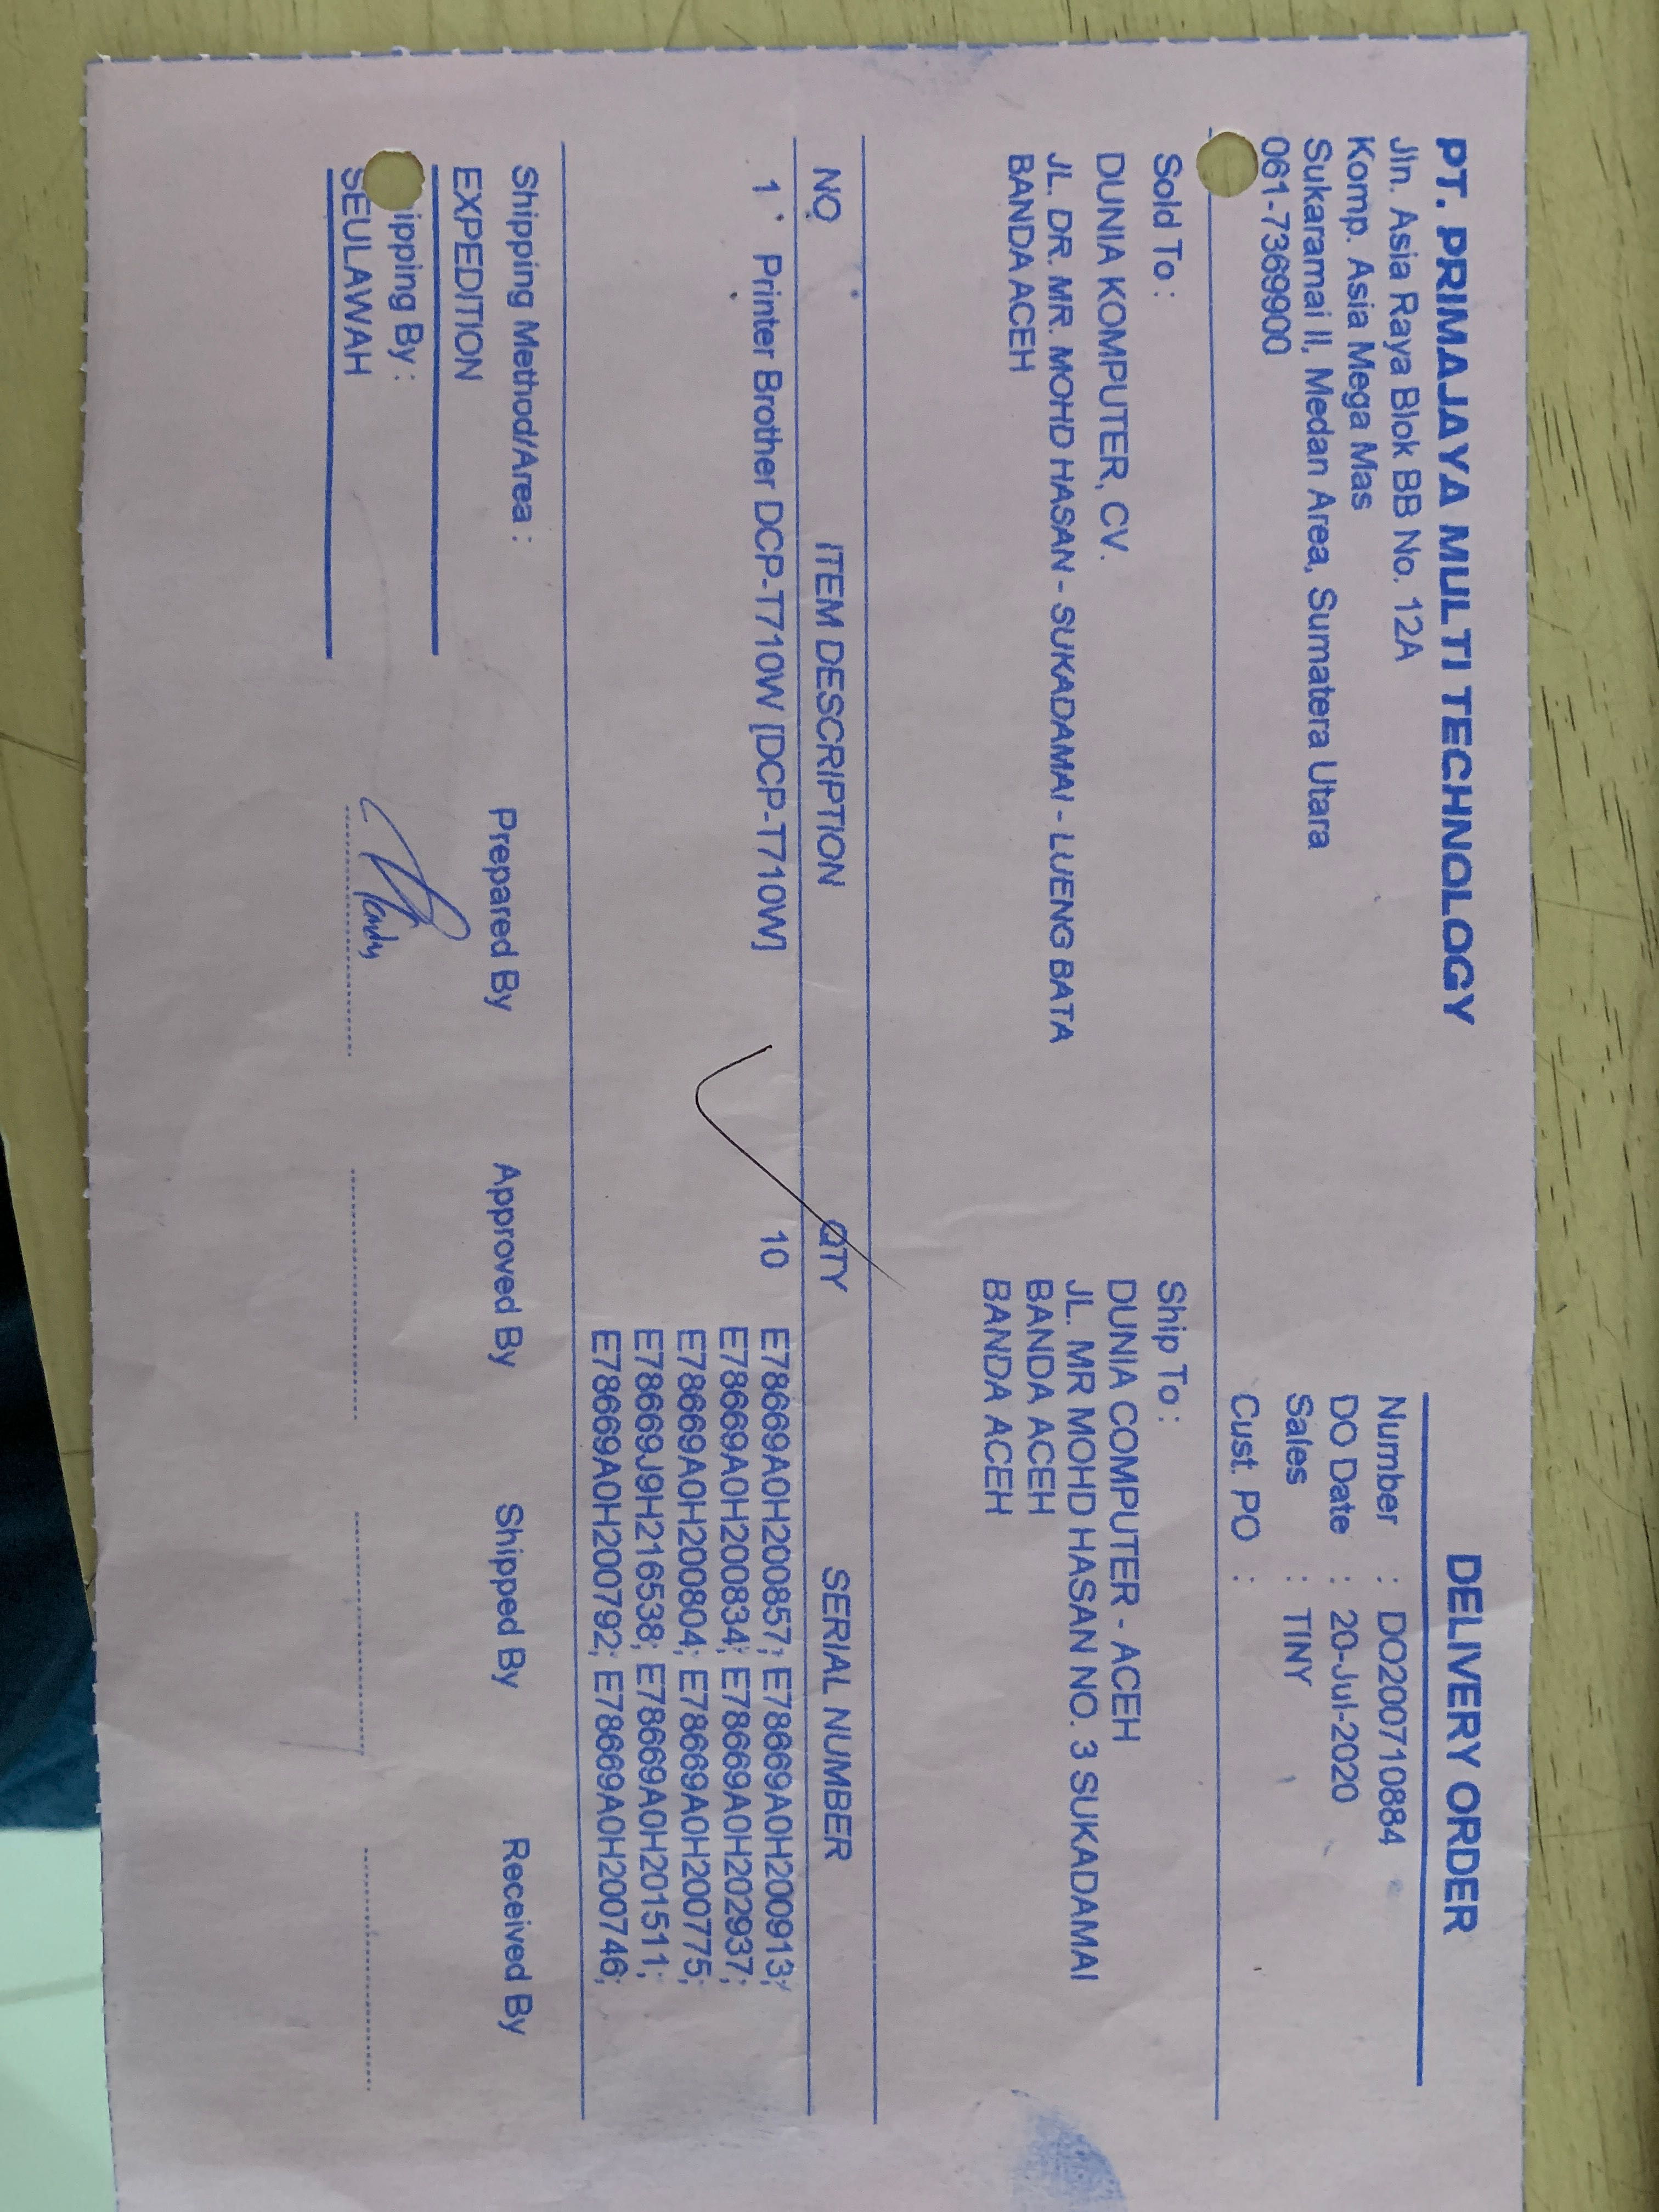 PT. PRIMAJAYA MULTI TECHNOLOGY
Jln. Asia Raya Blok BB No. 12A
Komp. Asia Mega Mas
Sukaramai II, Medan Area, Sumatera Utara
061-7369900
DELIVERY ORDER
Number : DO200710884
DO Date : 20-Jul-2020
Sales : TINY
Cust. PO :
Sold To :
DUNIA KOMPUTER, CV.
JL. DR. MR. MOHD HASAN - SUKADAMAI - LUENG BATA
BANDA ACEH
Ship To :
DUNIA COMPUTER - ACEH
JL. MR MOHD HASAN NO. 3 SUKADAMAI
BANDA ACEH
BANDA ACEH
NO ITEM DESCRIPTION QTY SERIAL NUMBER
1 Printer Brother DCP-T710W [DCP-T710W] 10 E78669A0H200857; E78669A0H200913;
E78669A0H200834; E78669A0H202937;
E78669A0H200804; E78669A0H200775;
E78669J9H216538; E78669A0H201511;
E78669A0H200792; E78669A0H200746;
Shipping Method/Area :
EXPEDITION
ipping By :
SEULAWAH
Prepared By Approved By Shipped By Received By